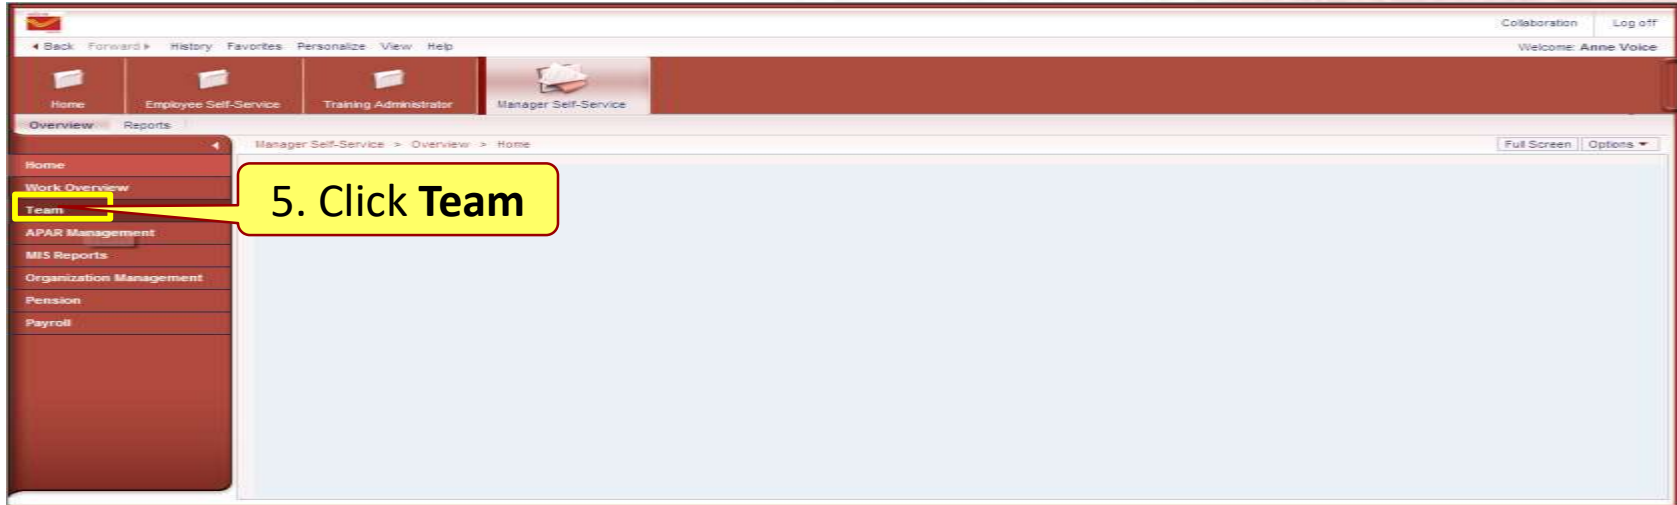 Collaboration Log off
Back Forward History Favorites Personalize View Help Welcome: Anne Voice
Home Employee Self-Service Training Administrator Manager Self-Service
Overview Reports
Manager Self-Service > Overview > Home Full Screen Options
Home
Work Overview
Team
5. Click Team
APAR Management
MIS Reports
Organization Management
Pension
Payroll